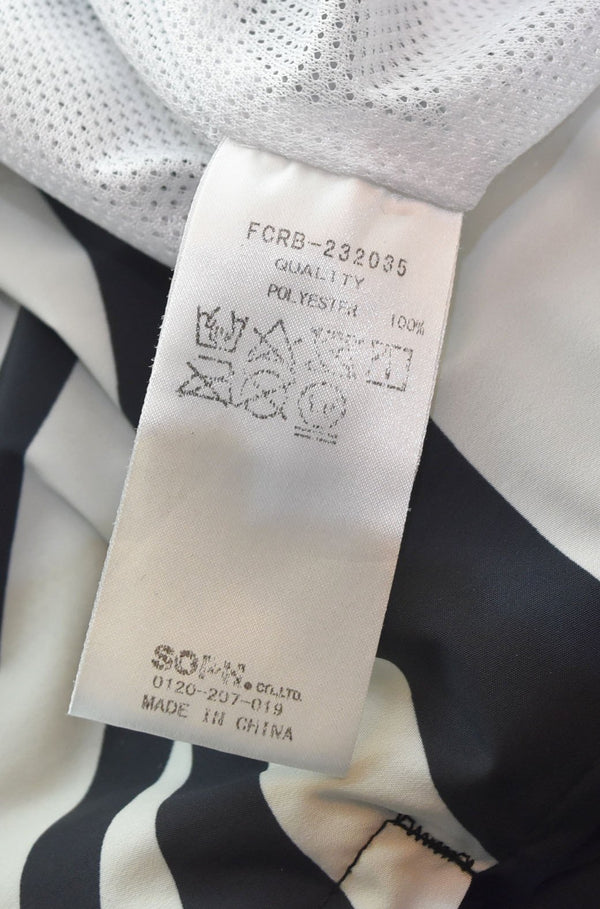 FCRB-232035
QUALITY
POLYESTER 100%
SOPH. CO.,LTD.
0120-207-019
MADE IN CHINA